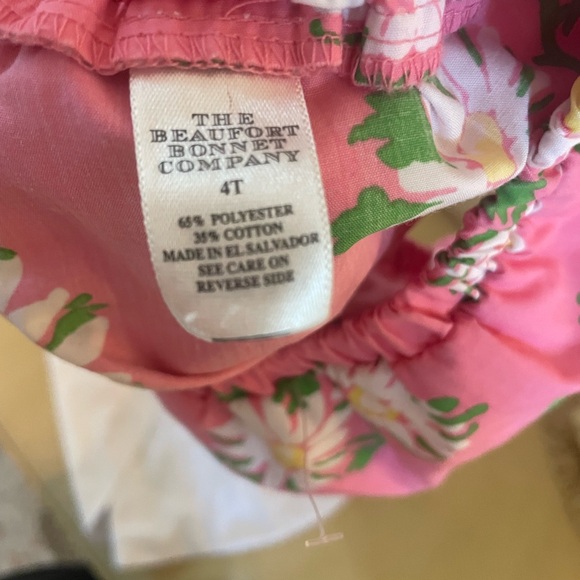 THE
BEAUFORT
BONNET
COMPANY
4T
65% POLYESTER
35% COTTON
MADE IN EL SALVADOR
SEE CARE ON
REVERSE SIDE